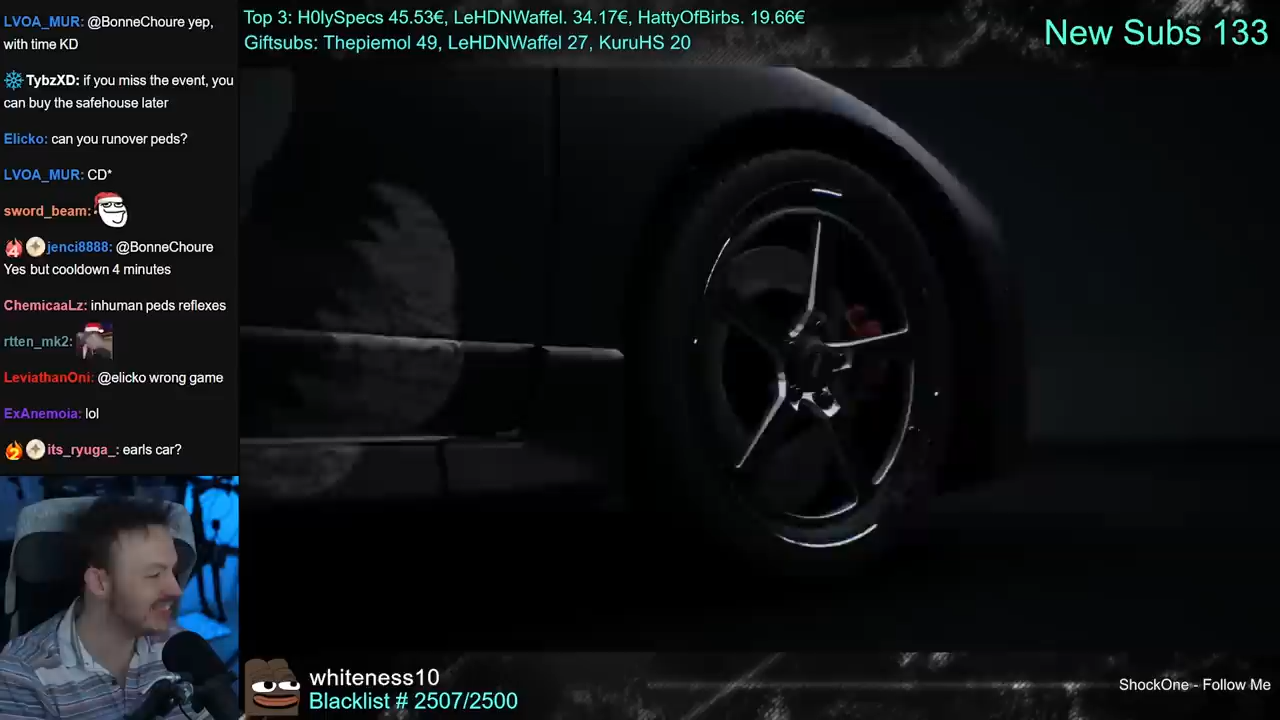 LVOA_MUR: @BonneChoure yep,
with time KD
TybzXD: if you miss the event, you
can buy the safehouse later
Elicko: can you runover peds?
LVOA_MUR: CD*
sword_beam:
jenci8888: @BonneChoure
Yes but cooldown 4 minutes
ChemicaaLz: inhuman peds reflexes
rtten_mk2:
LeviathanOni: @elicko wrong game
ExAnemoia: lol
its_ryuga_: earls car?
Top 3: H0lySpecs 45.53€, LeHDNWaffel. 34.17€, HattyOfBirbs. 19.66€
Giftsubs: Thepiemol 49, LeHDNWaffel 27, KuruHS 20
New Subs 133
whiteness10
Blacklist # 2507/2500
ShockOne - Follow Me